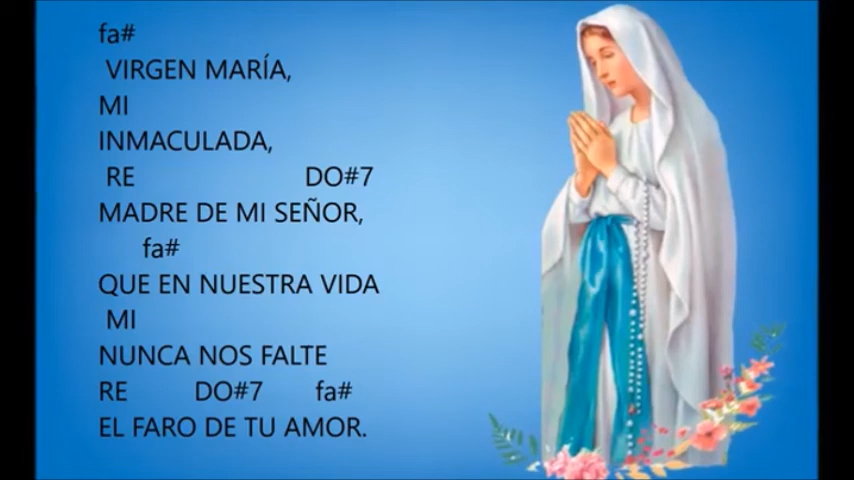 fa#
VIRGEN MARÍA,
MI
INMACULADA,
RE DO#7
MADRE DE MI SEÑOR,
fa#
QUE EN NUESTRA VIDA
MI
NUNCA NOS FALTE
RE DO#7 fa#
EL FARO DE TU AMOR.